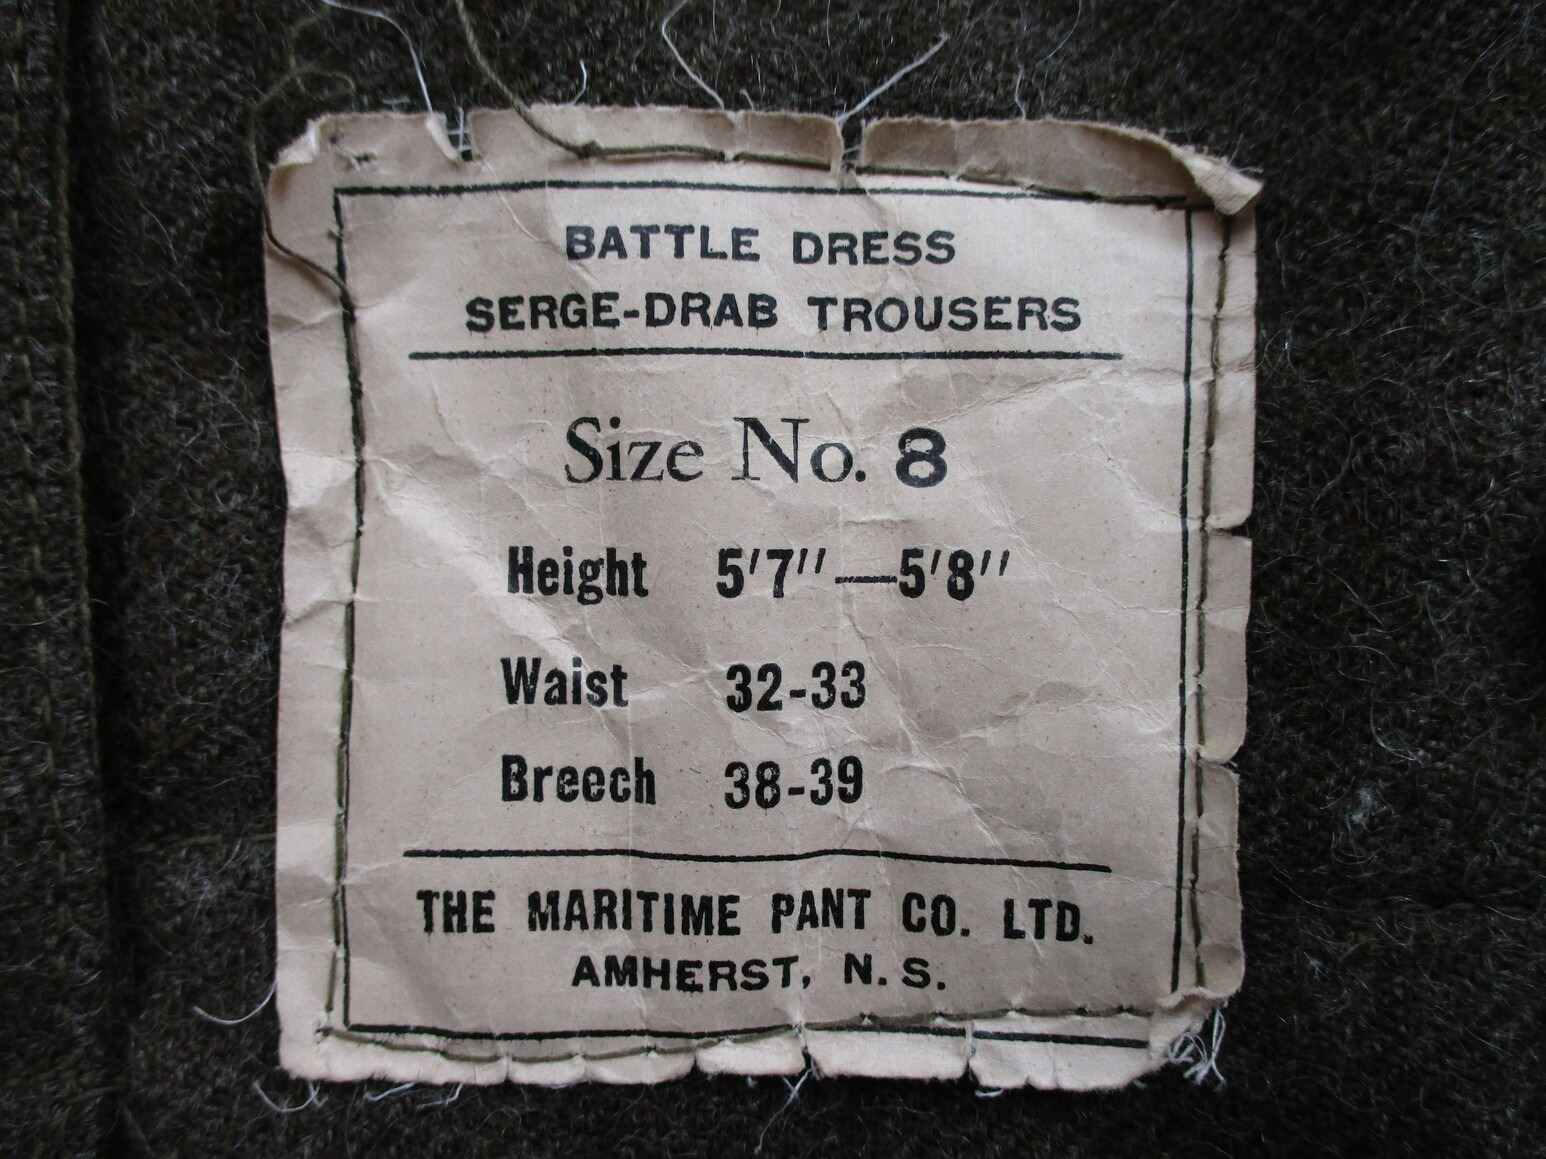 BATTLE DRESS
SERGE-DRAB TROUSERS
Size No. 8
Height 5'7''—5'8''
Waist 32-33
Breech 38-39
THE MARITIME PANT CO. LTD.
AMHERST, N. S.